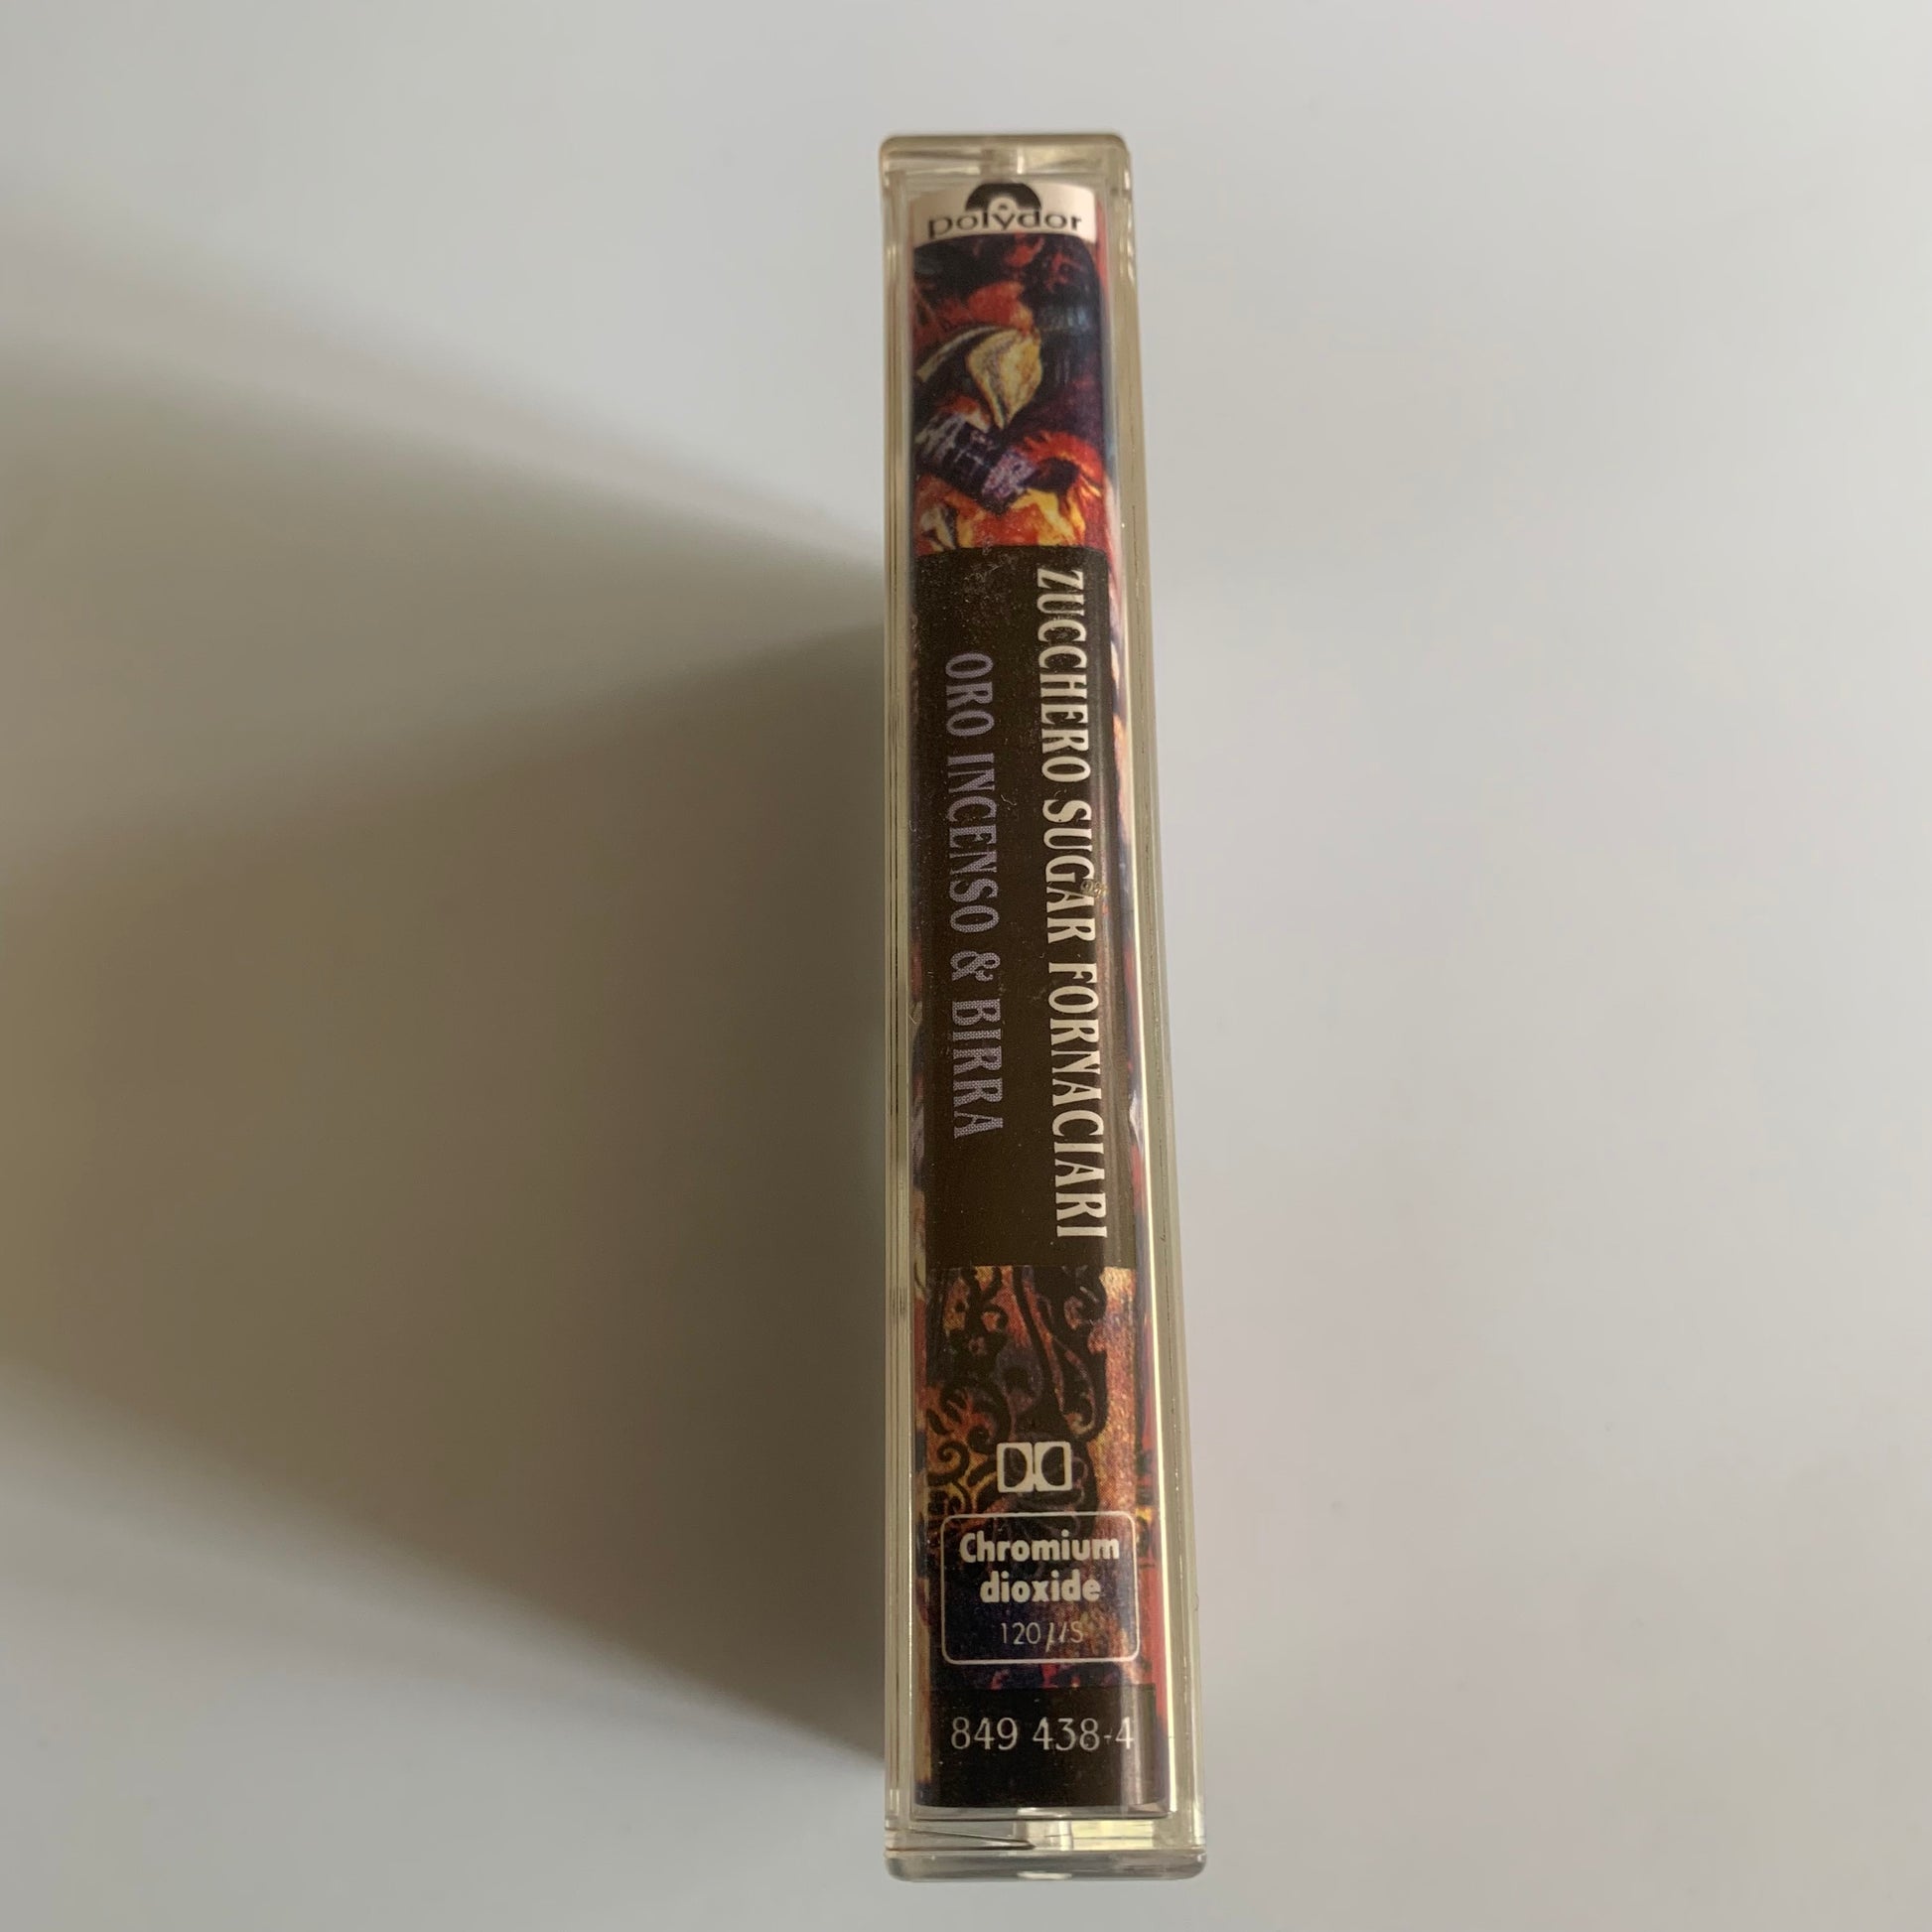 polydor
ZUCCHERO SUGAR FORNACIARI
ORO INCENSO & BIRRA
Chromium
dioxide
120 µs
849 438-4